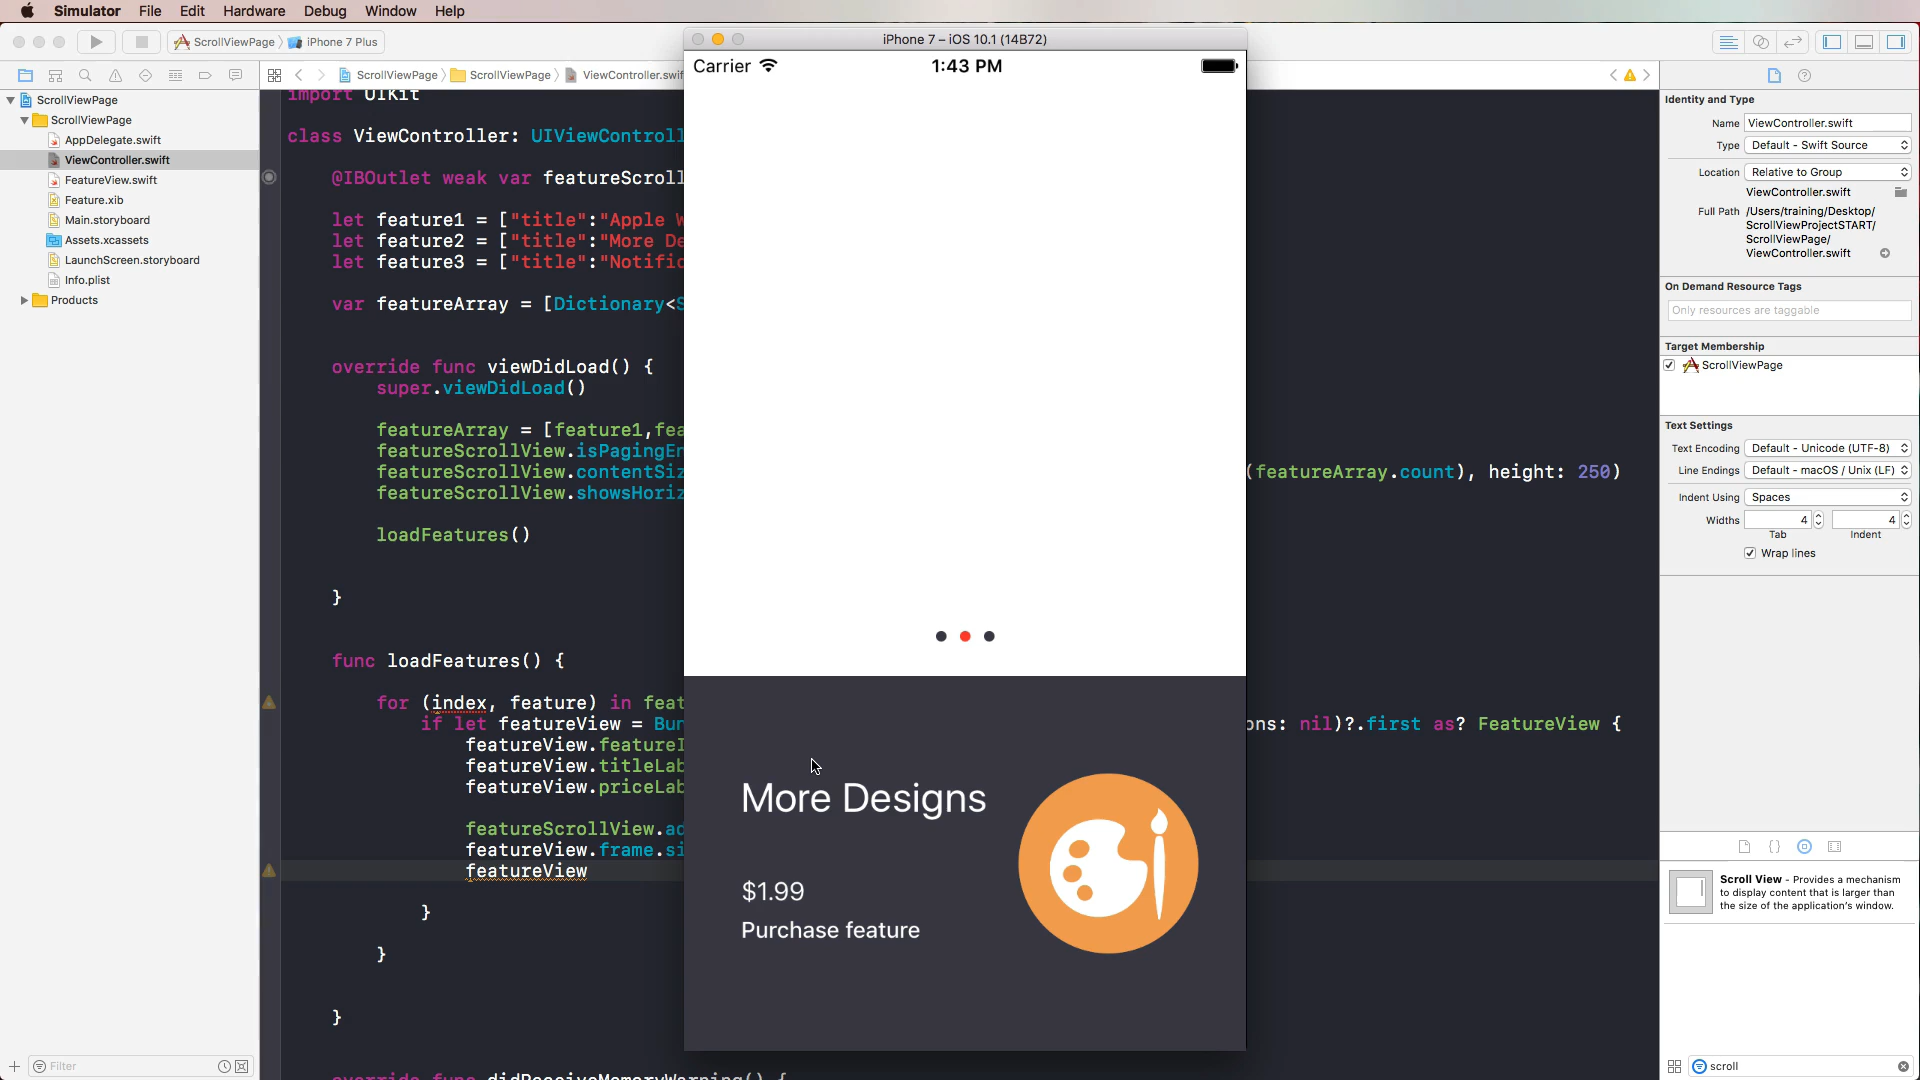 Simulator File Edit Hardware Debug Window Help
ScrollViewPage iPhone 7 Plus
iPhone 7 – iOS 10.1 (14B72)
ScrollViewPage ScrollViewPage
Carrier 1:43 PM
ScrollViewPage
ScrollViewPage
AppDelegate.swift
ViewController.swift
FeatureView.swift
Feature.xib
Main.storyboard
Assets.xcassets
LaunchScreen.storyboard
Info.plist
Products
Filter
import UIKit
class ViewController: UIViewControll
@IBOutlet weak var featureScroll
let feature1 = ["title":"Apple W
let feature2 = ["title":"More De
let feature3 = ["title":"Notific
var featureArray = [Dictionary<S
override func viewDidLoad() {
super.viewDidLoad()
featureArray = [feature1,fea
featureScrollView.isPagingEn
featureScrollView.contentSiz (featureArray.count), height: 250)
featureScrollView.showsHoriz
loadFeatures()
}
func loadFeatures() {
for (index, feature) in feat
if let featureView = Bun ons: nil)?.first as? FeatureView {
featureView.featureI
featureView.titleLab
featureView.priceLab
featureScrollView.ad
featureView.frame.si
featureView
}
}
}
override func didReceiveMemoryWarning() {
More Designs
$1.99
Purchase feature
Identity and Type
Name ViewController.swift
Type Default - Swift Source
Location Relative to Group
ViewController.swift
Full Path /Users/training/Desktop/
ScrollViewProjectSTART/
ScrollViewPage/
ViewController.swift
On Demand Resource Tags
Only resources are taggable
Target Membership
ScrollViewPage
Text Settings
Text Encoding Default - Unicode (UTF-8)
Line Endings Default - macOS / Unix (LF)
Indent Using Spaces
Widths 4 4
Tab Indent
Wrap lines
Scroll View - Provides a mechanism
to display content that is larger than
the size of the application's window.
scroll